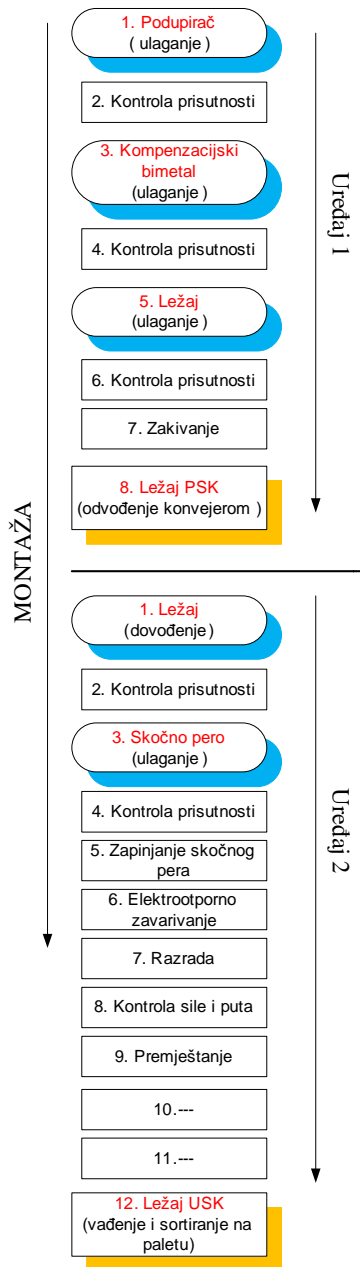 1. Podupirač
( ulaganje )
2. Kontrola prisutnosti
3. Kompenzacijski
bimetal
(ulaganje )
4. Kontrola prisutnosti
5. Ležaj
(ulaganje )
6. Kontrola prisutnosti
7. Zakivanje
8. Ležaj PSK
(odvođenje konvejerom )
Uređaj 1
MONTAŽA
1. Ležaj
(dovođenje)
2. Kontrola prisutnosti
3. Skočno pero
(ulaganje )
4. Kontrola prisutnosti
5. Zapinjanje skočnog
pera
6. Elektrootporno
zavarivanje
7. Razrada
8. Kontrola sile i puta
9. Premještanje
10.---
11.---
12. Ležaj USK
(vađenje i sortiranje na
paletu)
Uređaj 2